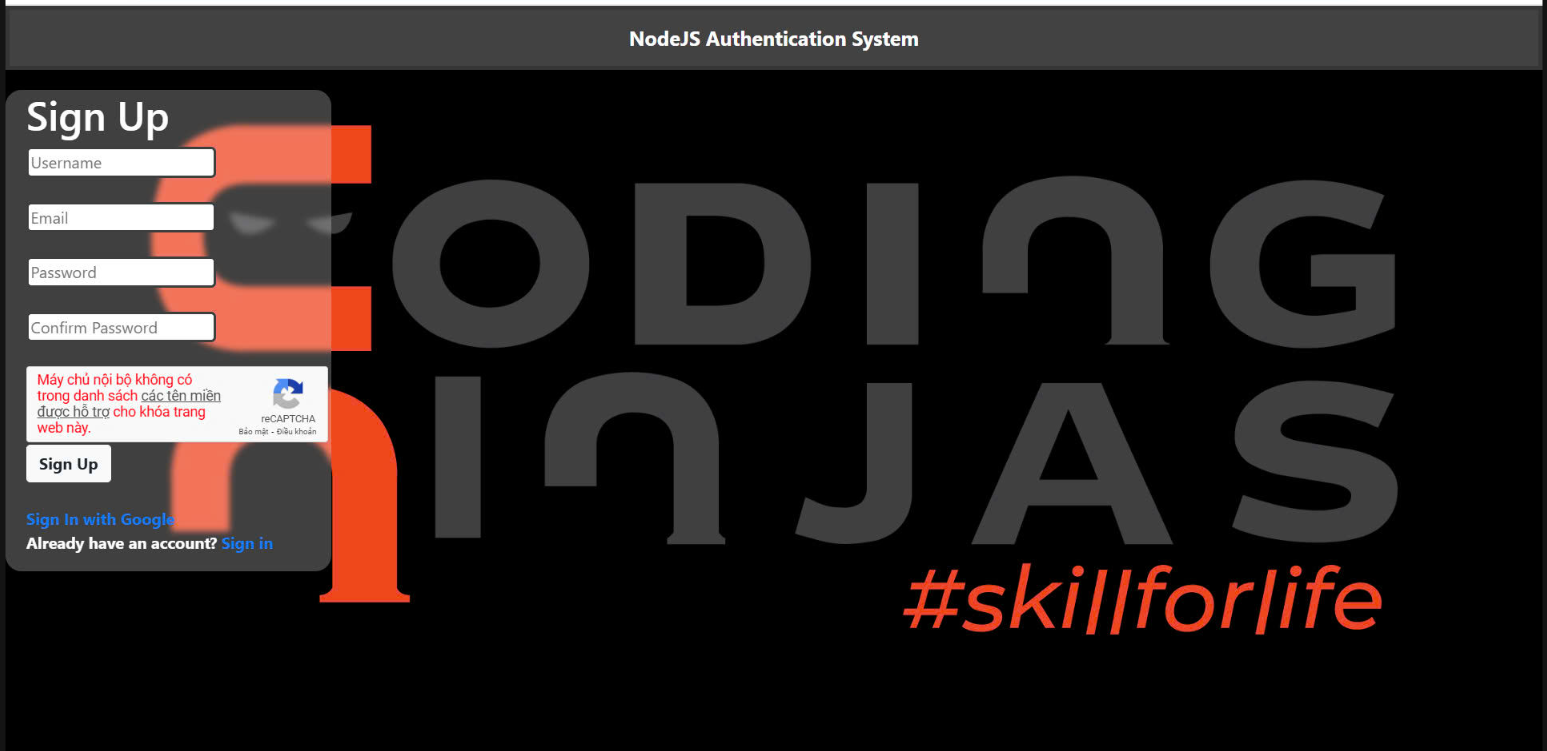 NodeJS Authentication System
Sign Up
Username
Email
Password
Confirm Password
Máy chủ nội bộ không có
trong danh sách các tên miền
được hỗ trợ cho khóa trang
web này.
reCAPTCHA
Bảo mật - Điều khoản
Sign Up
Sign In with Google
Already have an account? Sign in
CODING
NINJAS
#skillforlife